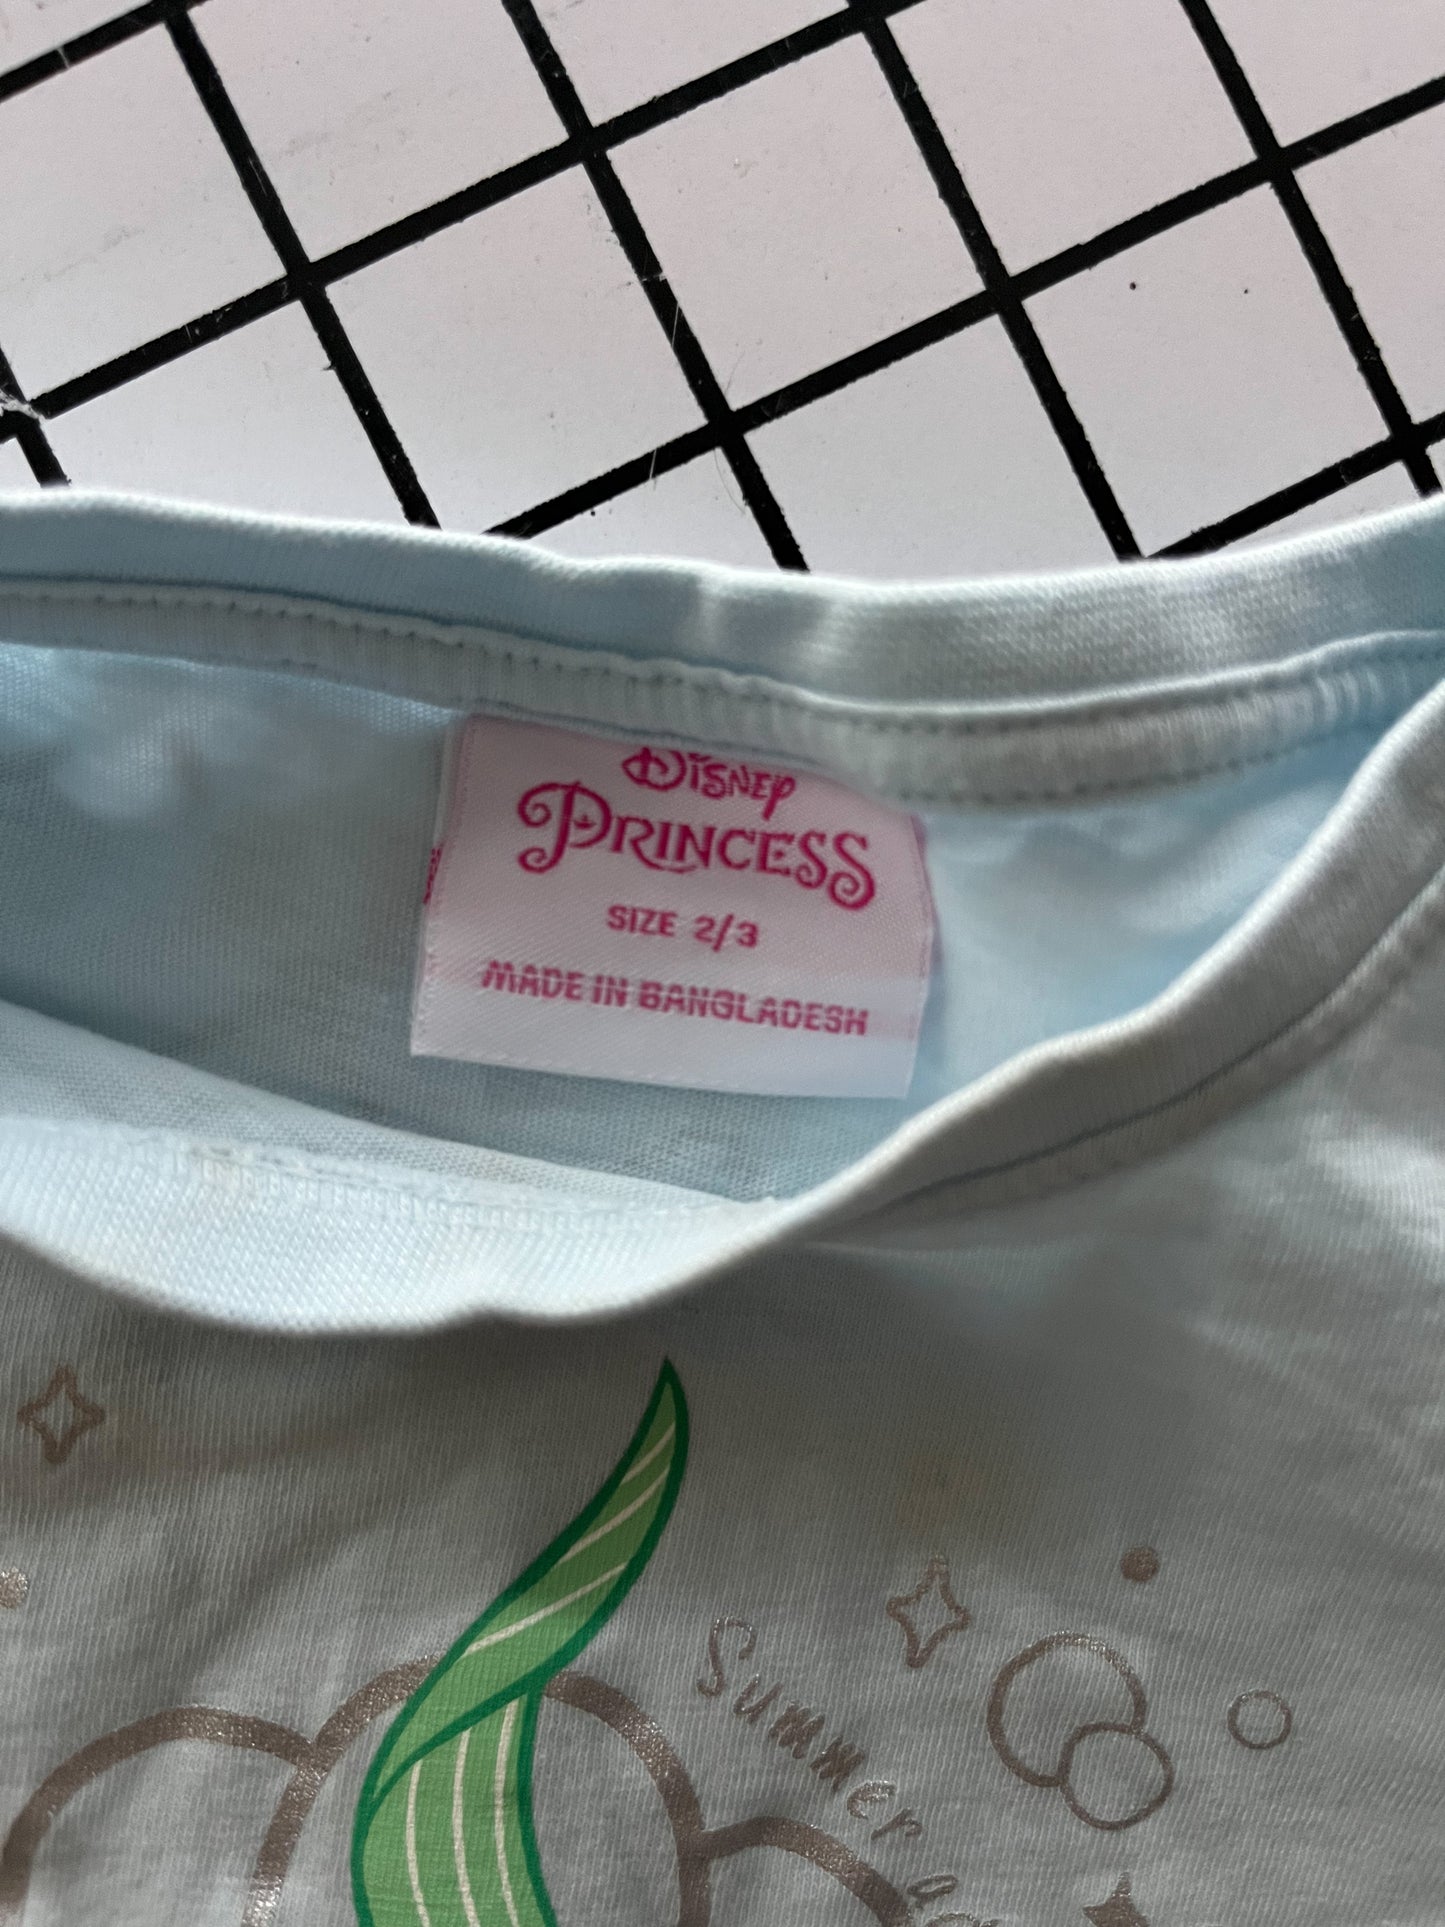 Disney
PRINCESS
SIZE 2/3
MADE IN BANGLADESH
Summer